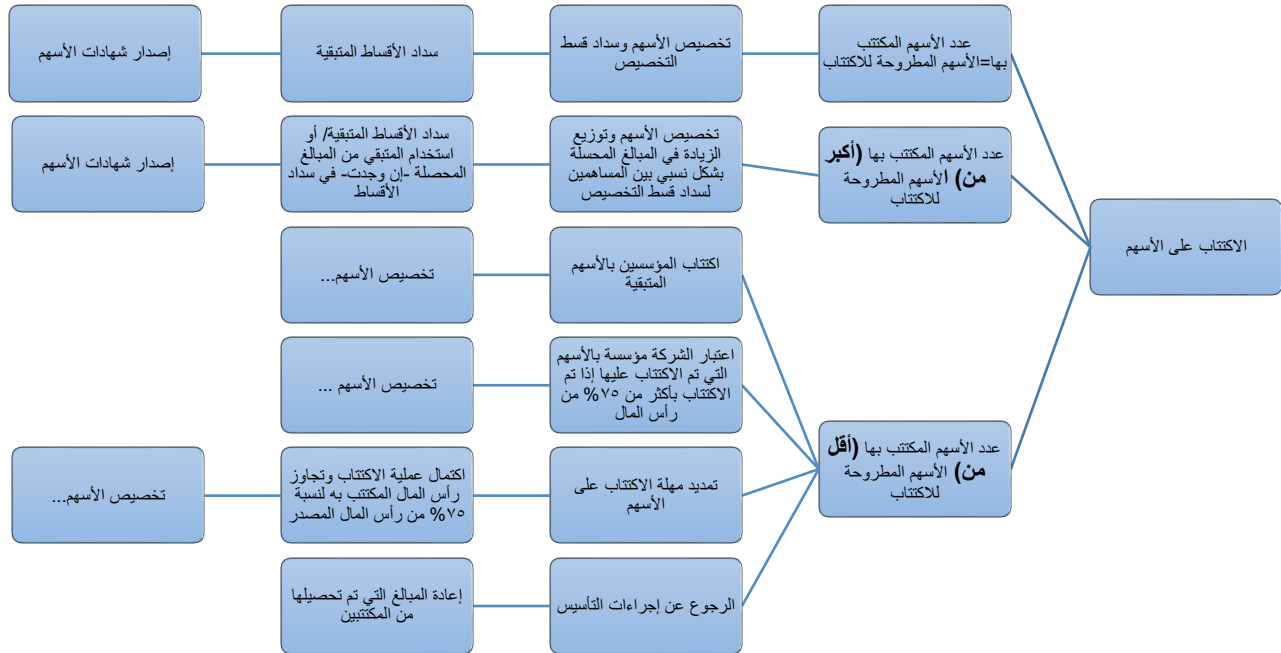 الاكتتاب على الأسهم
عدد الأسهم المكتتب
بها=الأسهم المطروحة للاكتتاب
تخصيص الأسهم وسداد قسط
التخصيص
سداد الأقساط المتبقية
إصدار شهادات الأسهم
عدد الأسهم المكتتب بها (أكبر
من) الأسهم المطروحة
للاكتتاب
تخصيص الأسهم وتوزيع
الزيادة في المبالغ المحسلة
بشكل نسبي بين المساهمين
لسداد قسط التخصيص
سداد الأقساط المتبقية/ أو
استخدام المتبقي من المبالغ
المحصلة -إن وجدت- في سداد
الأقساط
إصدار شهادات الأسهم
عدد الأسهم المكتتب بها (أقل
من) الأسهم المطروحة
للاكتتاب
اكتتاب المؤسسين بالأسهم
المتبقية
تخصيص الأسهم...
اعتبار الشركة مؤسسة بالأسهم
التي تم الاكتتاب عليها إذا تم
الاكتتاب بأكثر من ٧٥% من
رأس المال
تخصيص الأسهم ...
تمديد مهلة الاكتتاب على
الأسهم
اكتمال عملية الاكتتاب وتجاوز
رأس المال المكتتب به لنسبة
٧٥% من رأس المال المصدر
تخصيص الأسهم...
الرجوع عن إجراءات التأسيس
إعادة المبالغ التي تم تحصيلها
من المكتتبين